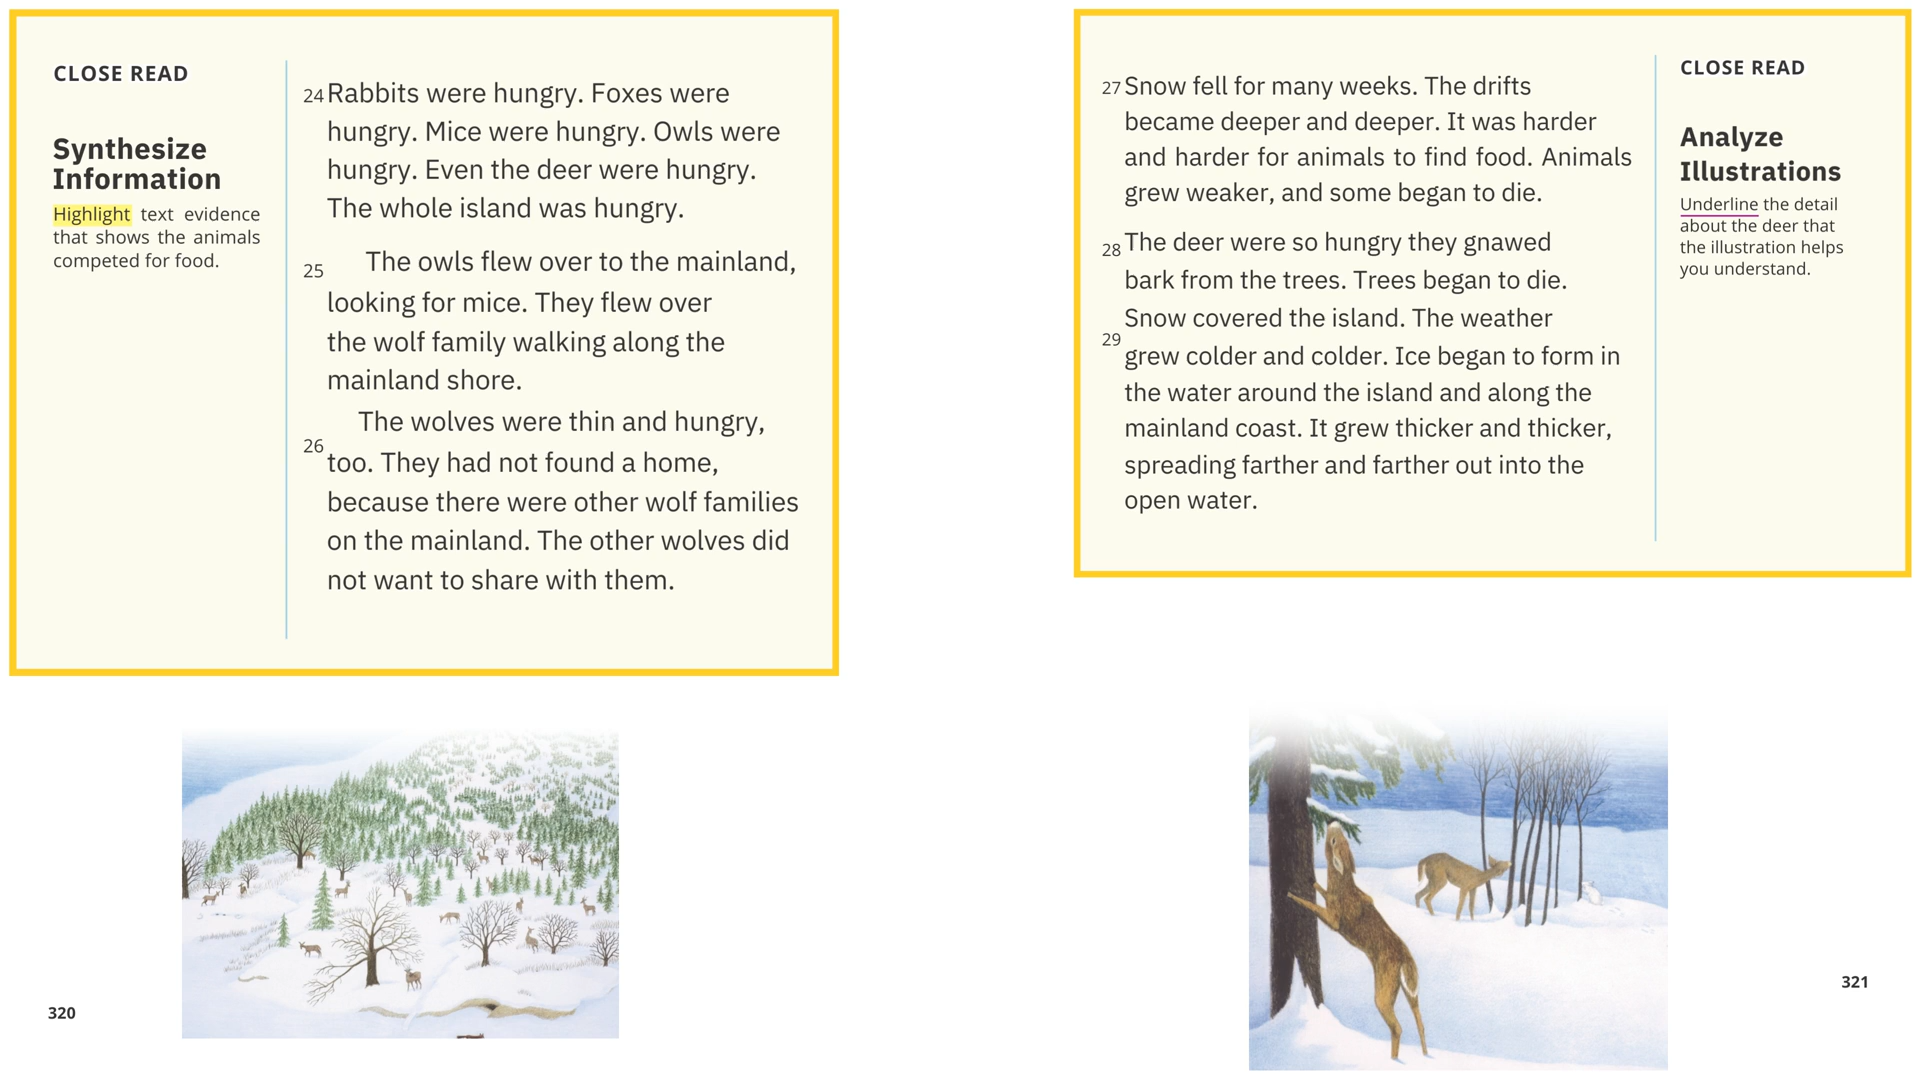 CLOSE READ
Synthesize
Information
Highlight text evidence
that shows the animals
competed for food.
24 Rabbits were hungry. Foxes were
hungry. Mice were hungry. Owls were
hungry. Even the deer were hungry.
The whole island was hungry.
25 The owls flew over to the mainland,
looking for mice. They flew over
the wolf family walking along the
mainland shore.
The wolves were thin and hungry,
26 too. They had not found a home,
because there were other wolf families
on the mainland. The other wolves did
not want to share with them.
320
27 Snow fell for many weeks. The drifts
became deeper and deeper. It was harder
and harder for animals to find food. Animals
grew weaker, and some began to die.
28 The deer were so hungry they gnawed
bark from the trees. Trees began to die.
Snow covered the island. The weather
29 grew colder and colder. Ice began to form in
the water around the island and along the
mainland coast. It grew thicker and thicker,
spreading farther and farther out into the
open water.
CLOSE READ
Analyze
Illustrations
Underline the detail
about the deer that
the illustration helps
you understand.
321